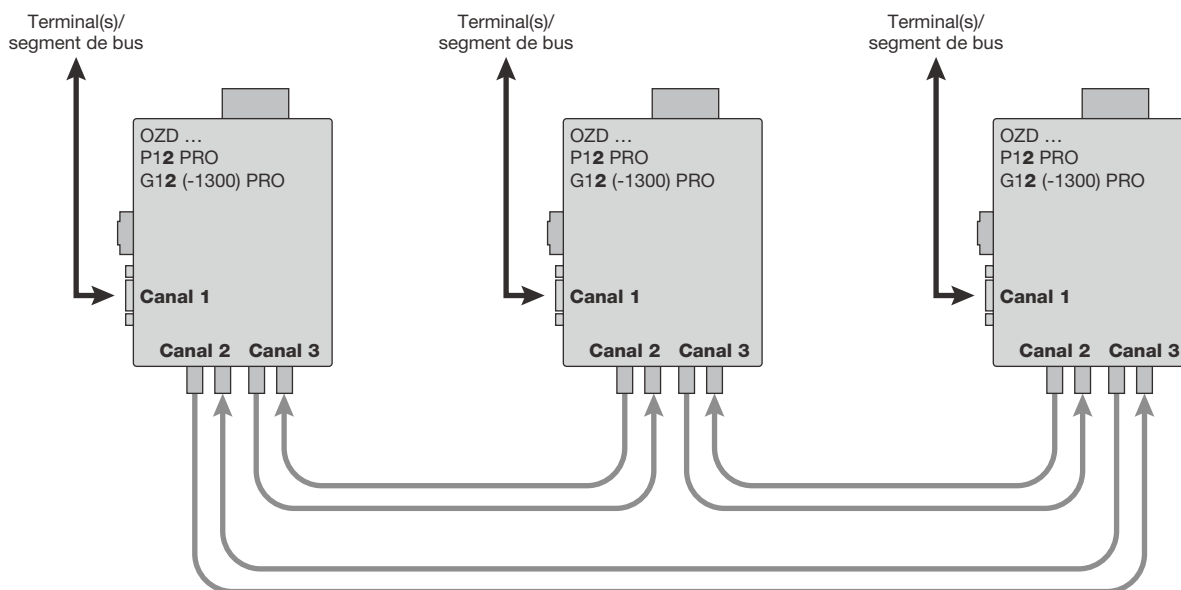 Terminal(s)/
segment de bus
Terminal(s)/
segment de bus
Terminal(s)/
segment de bus
OZD ...
P12 PRO
G12 (-1300) PRO
Canal 1
Canal 2 Canal 3
OZD ...
P12 PRO
G12 (-1300) PRO
Canal 1
Canal 2 Canal 3
OZD ...
P12 PRO
G12 (-1300) PRO
Canal 1
Canal 2 Canal 3